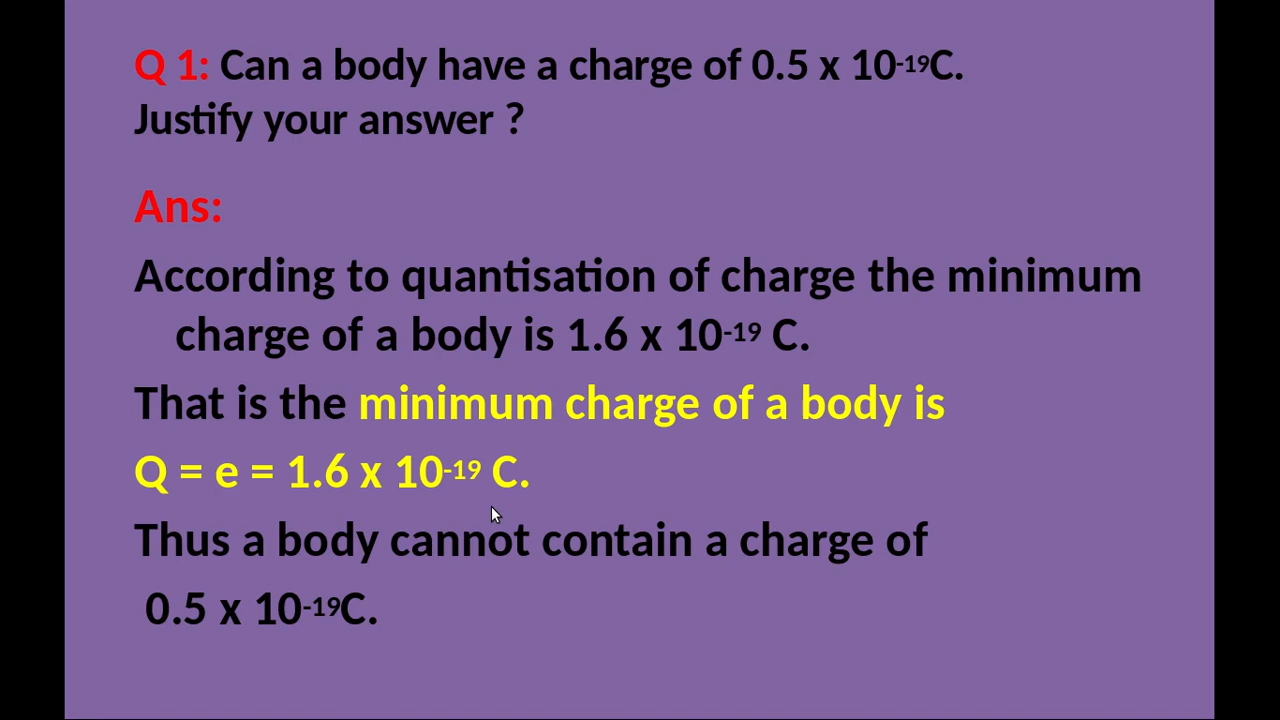 Q 1: Can a body have a charge of 0.5 x 10⁻¹⁹C.
Justify your answer ?
Ans:
According to quantisation of charge the minimum
charge of a body is 1.6 x 10⁻¹⁹ C.
That is the minimum charge of a body is
Q = e = 1.6 x 10⁻¹⁹ C.
Thus a body cannot contain a charge of
0.5 x 10⁻¹⁹C.